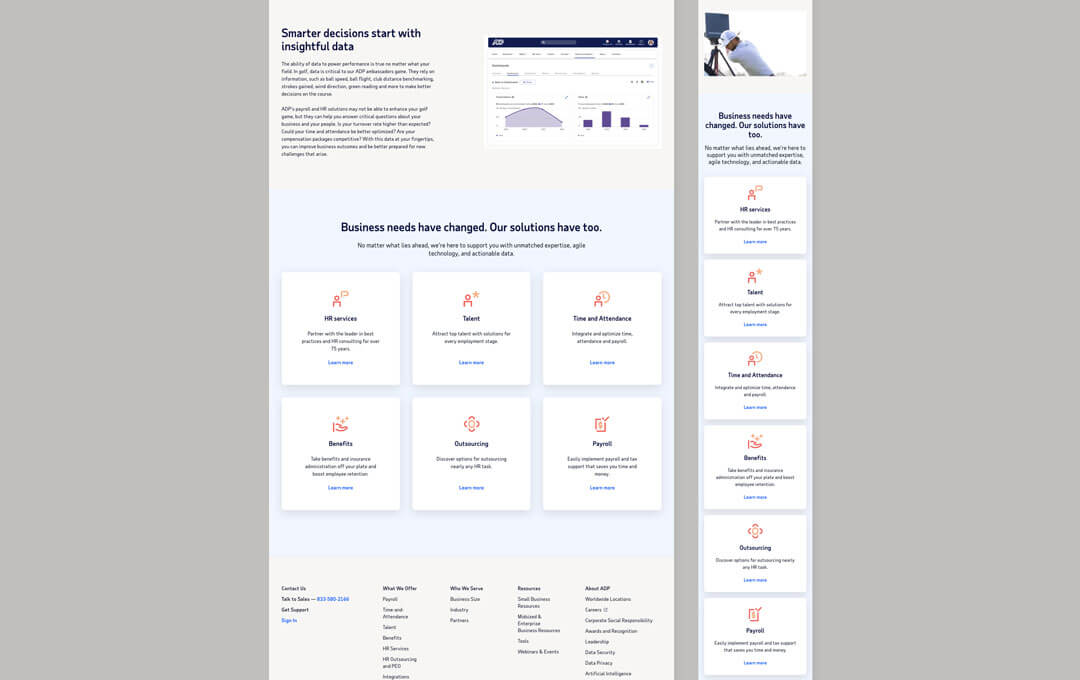 Smarter decisions start with
insightful data
The ability of data to power performance is true no matter what your
field. In golf, data is critical to our ADP ambassadors game. They rely on
information, such as ball speed, ball flight, club distance benchmarking,
strokes gained, wind direction, green reading and more to make better
decisions on the course.
ADP's payroll and HR solutions may not be able to enhance your golf
game, but they can help you answer critical questions about your
business and your people. Is your turnover rate higher than expected?
Could your time and attendance be better optimized? Are your
compensation packages competitive? With this data at your fingertips,
you can improve business outcomes and be better prepared for new
challenges that arise.
ADP
Business needs have changed. Our solutions have too.
No matter what lies ahead, we're here to support you with unmatched expertise, agile
technology, and actionable data.
HR services
Partner with the leader in best
practices and HR consulting for over
75 years.
Learn more
Talent
Attract top talent with solutions for
every employment stage.
Learn more
Time and Attendance
Integrate and optimize time,
attendance and payroll.
Learn more
Benefits
Take benefits and insurance
administration off your plate and
boost employee retention.
Learn more
Outsourcing
Discover options for outsourcing
nearly any HR task.
Learn more
Payroll
Easily implement payroll and tax
support that saves you time and
money.
Learn more
Contact Us
Talk to Sales — 833-580-2166
Get Support
Sign In
What We Offer
Payroll
Time and
Attendance
Talent
Benefits
HR Services
HR Outsourcing
and PEO
Integrations
Who We Serve
Business Size
Industry
Partners
Resources
Small Business
Resources
Midsized &
Enterprise
Business Resources
Tools
Webinars & Events
About ADP
Worldwide Locations
Careers
Corporate Social Responsibility
Awards and Recognition
Leadership
Data Security
Data Privacy
Artificial Intelligence
Business needs have
changed. Our solutions have
too.
No matter what lies ahead, we're here to
support you with unmatched expertise,
agile technology, and actionable data.
HR services
Partner with the leader in best practices
and HR consulting for over 75 years.
Learn more
Talent
Attract top talent with solutions for
every employment stage.
Learn more
Time and Attendance
Integrate and optimize time, attendance
and payroll.
Learn more
Benefits
Take benefits and insurance
administration off your plate and boost
employee retention.
Learn more
Outsourcing
Discover options for outsourcing nearly
any HR task.
Learn more
Payroll
Easily implement payroll and tax support
that saves you time and money.
Learn more